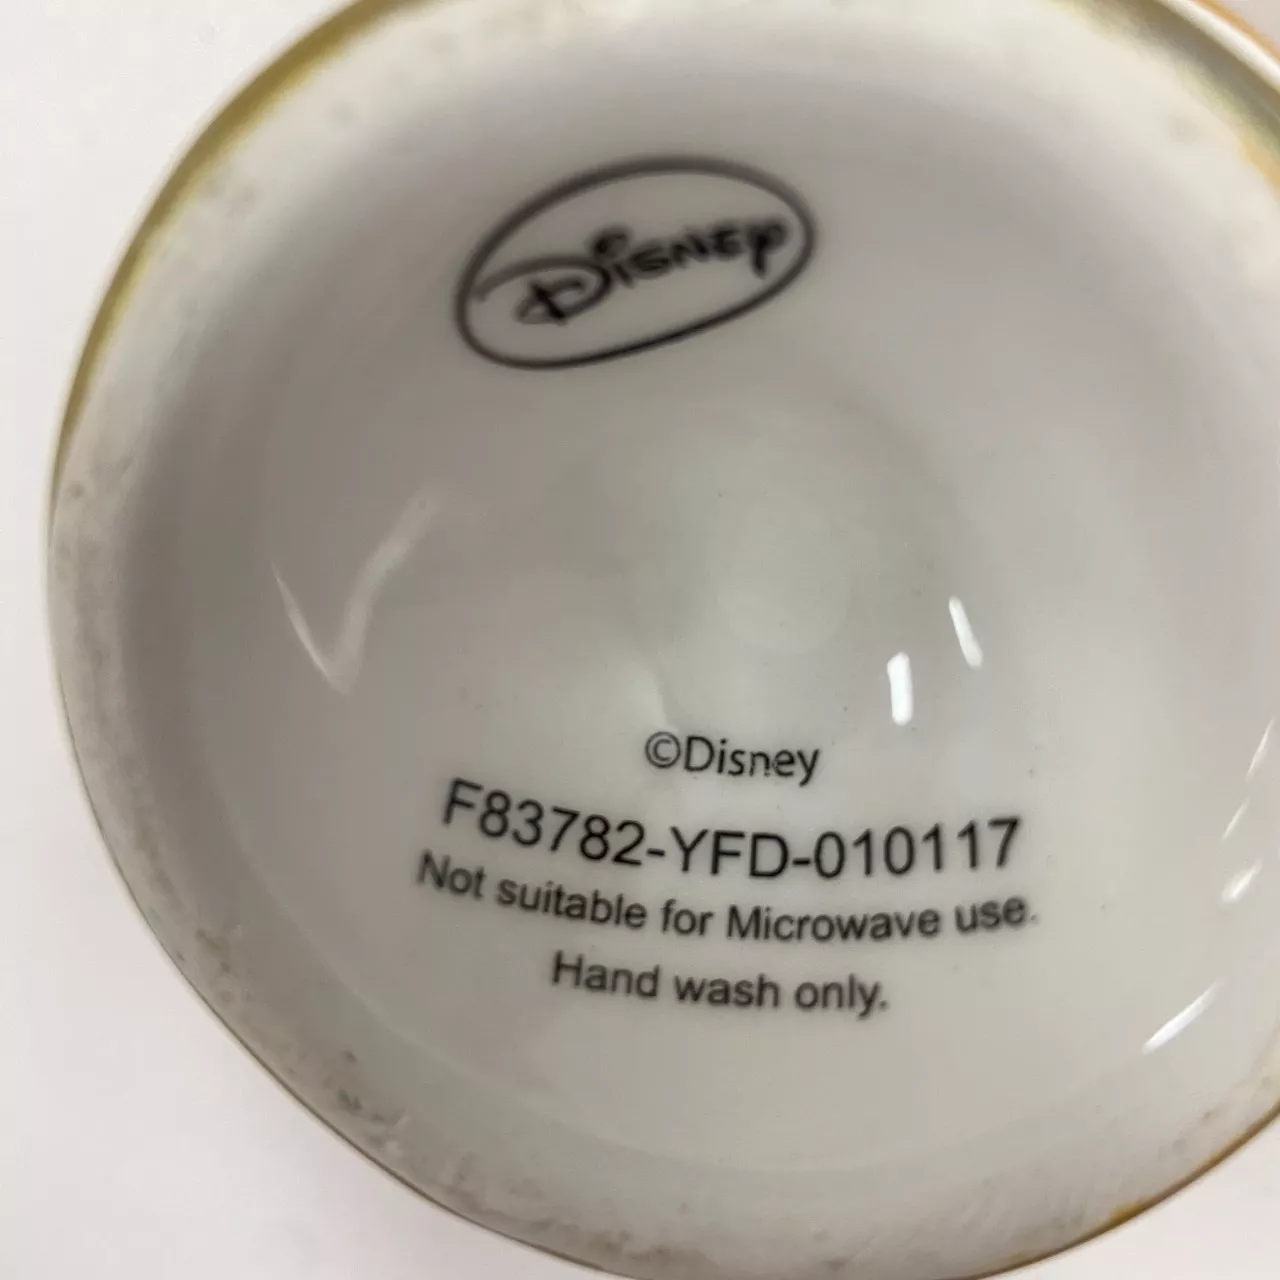 Disney
©Disney
F83782-YFD-010117
Not suitable for Microwave use.
Hand wash only.